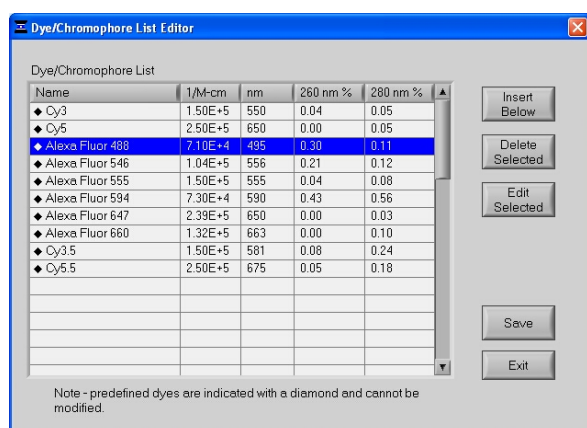 Dye/Chromophore List Editor
Dye/Chromophore List
Name 1/M-cm nm 260 nm % 280 nm %
◆ Cy3 1.50E+5 550 0.04 0.05
◆ Cy5 2.50E+5 650 0.00 0.05
◆ Alexa Fluor 488 7.10E+4 495 0.30 0.11
◆ Alexa Fluor 546 1.04E+5 556 0.21 0.12
◆ Alexa Fluor 555 1.50E+5 555 0.04 0.08
◆ Alexa Fluor 594 7.30E+4 590 0.43 0.56
◆ Alexa Fluor 647 2.39E+5 650 0.00 0.03
◆ Alexa Fluor 660 1.32E+5 663 0.00 0.10
◆ Cy3.5 1.50E+5 581 0.08 0.24
◆ Cy5.5 2.50E+5 675 0.05 0.18
Insert
Below
Delete
Selected
Edit
Selected
Save
Exit
Note - predefined dyes are indicated with a diamond and cannot be
modified.